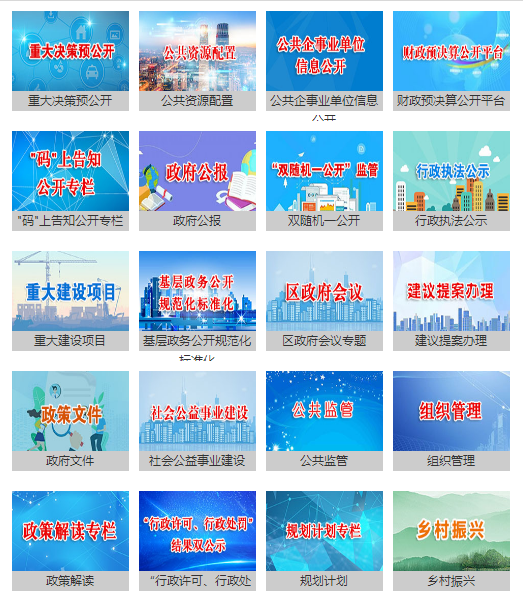 重大决策预公开
公共资源配置
公共企事业单位
信息公开
财政预决算公开平台
重大决策预公开
公共资源配置
公共企事业单位信息
公开
财政预决算公开平台
"码"上告知
公开专栏
政府公报
“双随机一公开”监管
行政执法公示
"码"上告知公开专栏
政府公报
双随机一公开
行政执法公示
重大建设项目
基层政务公开
规范化标准化
区政府会议
建议提案办理
重大建设项目
基层政务公开规范化
标准化
区政府会议专题
建议提案办理
政策文件
社会公益事业建设
公共监管
组织管理
政府文件
社会公益事业建设
公共监管
组织管理
政策解读专栏
“行政许可、行政处罚”
结果双公示
规划计划专栏
乡村振兴
政策解读
“行政许可、行政处
规划计划
乡村振兴